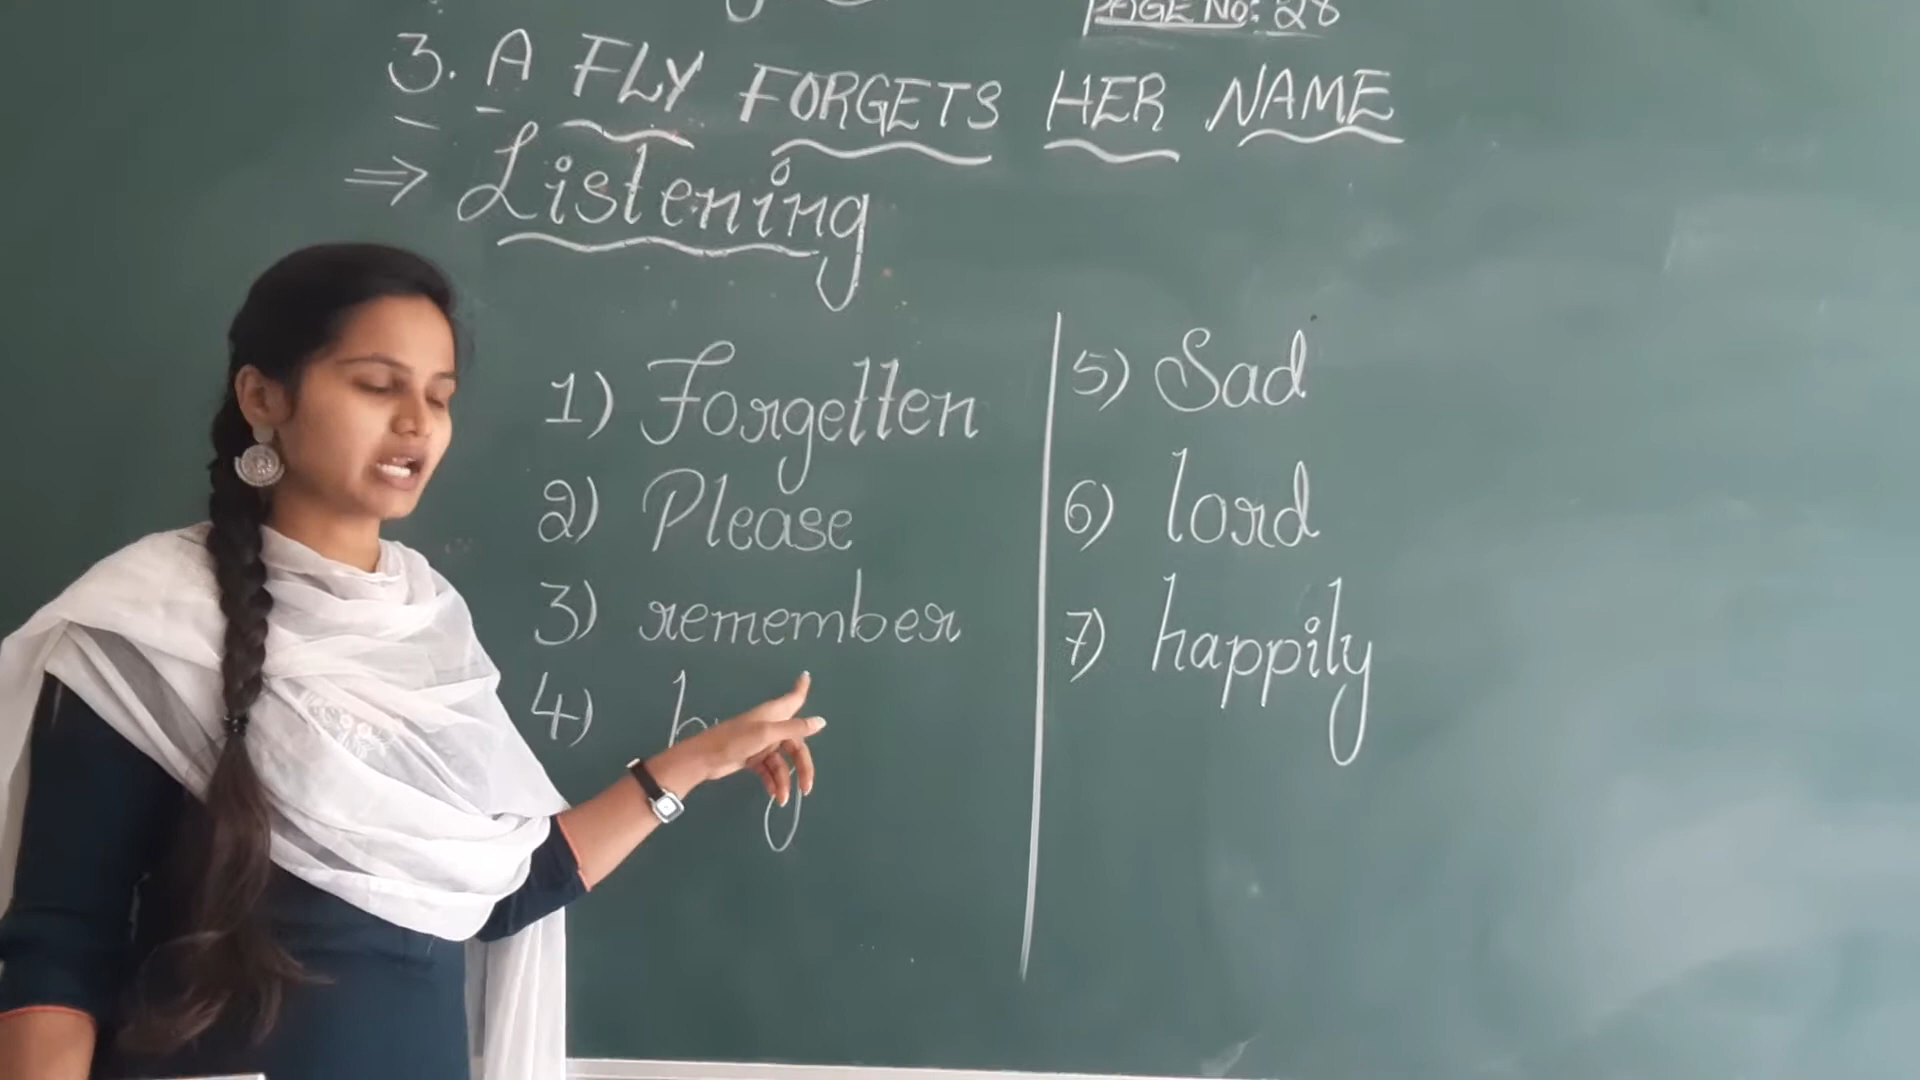 PAGE NO: 28
3. A FLY FORGETS HER NAME
⇒ Listening
1) Forgetten
2) Please
3) remember
4)
5) Sad
6) lord
7) happily